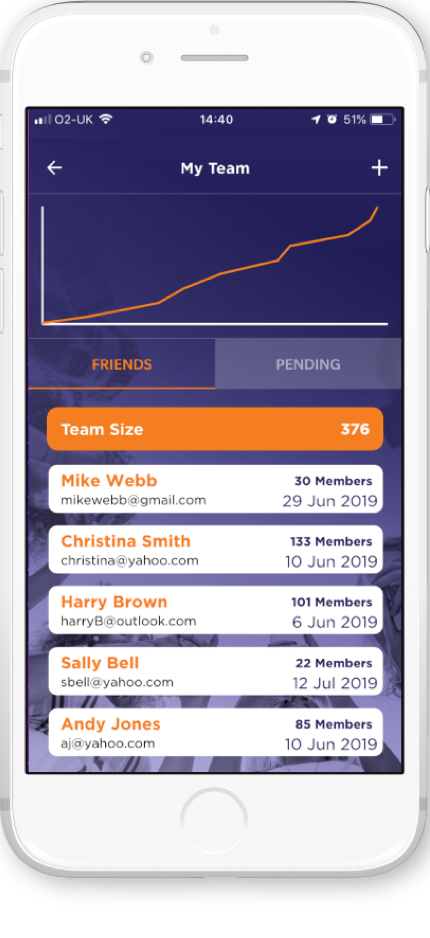 O2-UK 14:40 51%
My Team
FRIENDS PENDING
Team Size 376
Mike Webb 30 Members
mikewebb@gmail.com 29 Jun 2019
Christina Smith 133 Members
christina@yahoo.com 10 Jun 2019
Harry Brown 101 Members
harryB@outlook.com 6 Jun 2019
Sally Bell 22 Members
sbell@yahoo.com 12 Jul 2019
Andy Jones 85 Members
aj@yahoo.com 10 Jun 2019